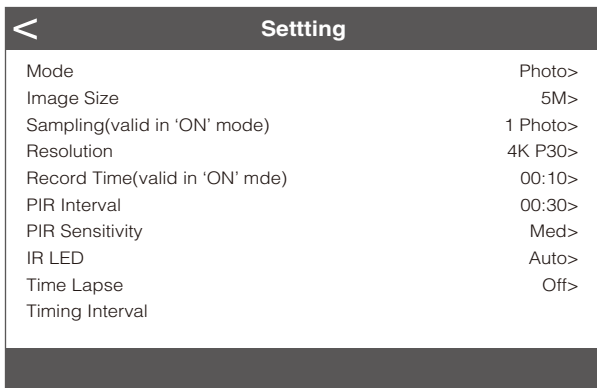 < Settting
Mode Photo>
Image Size 5M>
Sampling(valid in ‘ON’ mode) 1 Photo>
Resolution 4K P30>
Record Time(valid in ‘ON’ mde) 00:10>
PIR Interval 00:30>
PIR Sensitivity Med>
IR LED Auto>
Time Lapse Off>
Timing Interval